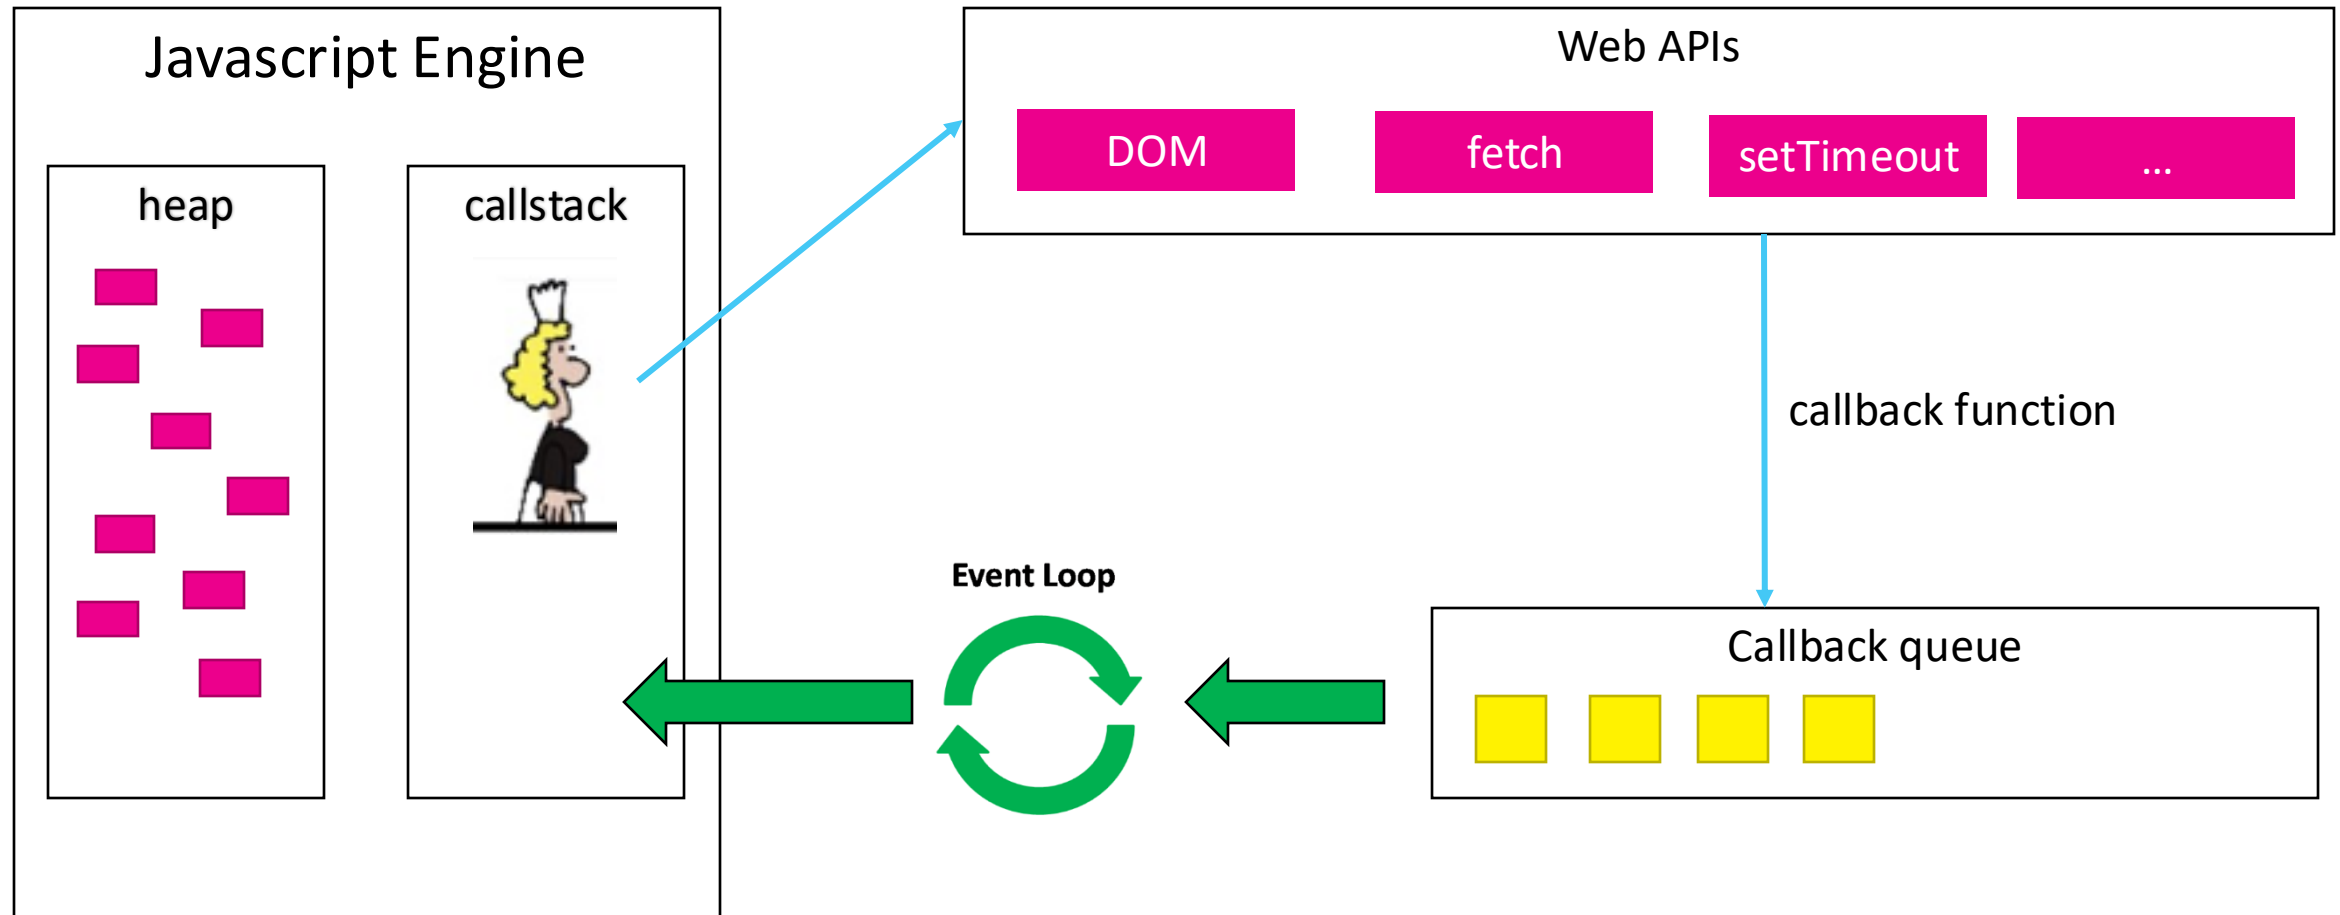 Javascript Engine
heap
callstack
Web APIs
DOM
fetch
setTimeout
...
callback function
Event Loop
Callback queue